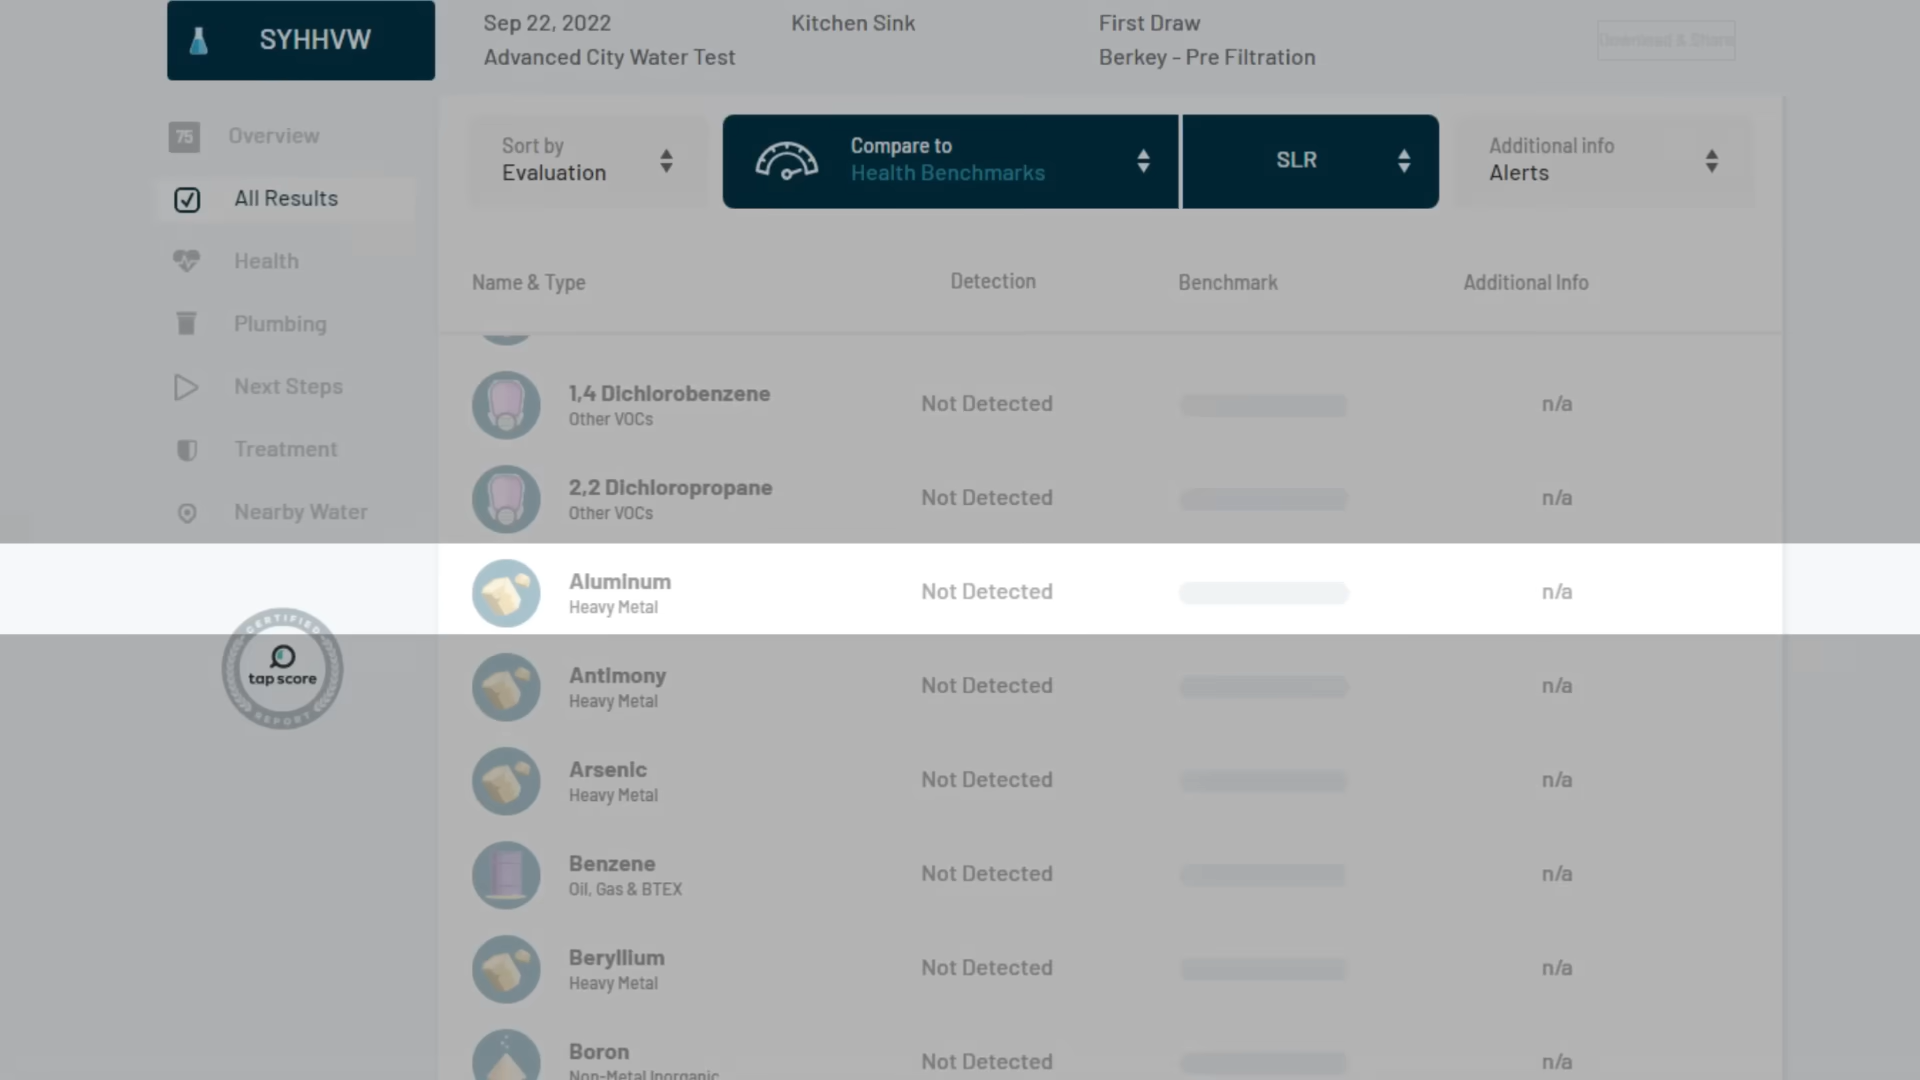 SYHHVW
Sep 22, 2022
Kitchen Sink
First Draw
Advanced City Water Test
Berkey - Pre Filtration
Download & Share
75 Overview
All Results
Health
Plumbing
Next Steps
Treatment
Nearby Water
CERTIFIED
tap score
REPORT
Sort by
Evaluation
Compare to
Health Benchmarks
SLR
Additional info
Alerts
Name & Type
Detection
Benchmark
Additional Info
1,4 Dichlorobenzene
Other VOCs
Not Detected
n/a
2,2 Dichloropropane
Other VOCs
Not Detected
n/a
Aluminum
Heavy Metal
Not Detected
n/a
Antimony
Heavy Metal
Not Detected
n/a
Arsenic
Heavy Metal
Not Detected
n/a
Benzene
Oil, Gas & BTEX
Not Detected
n/a
Beryllium
Heavy Metal
Not Detected
n/a
Boron
Non-Metal Inorganic
Not Detected
n/a